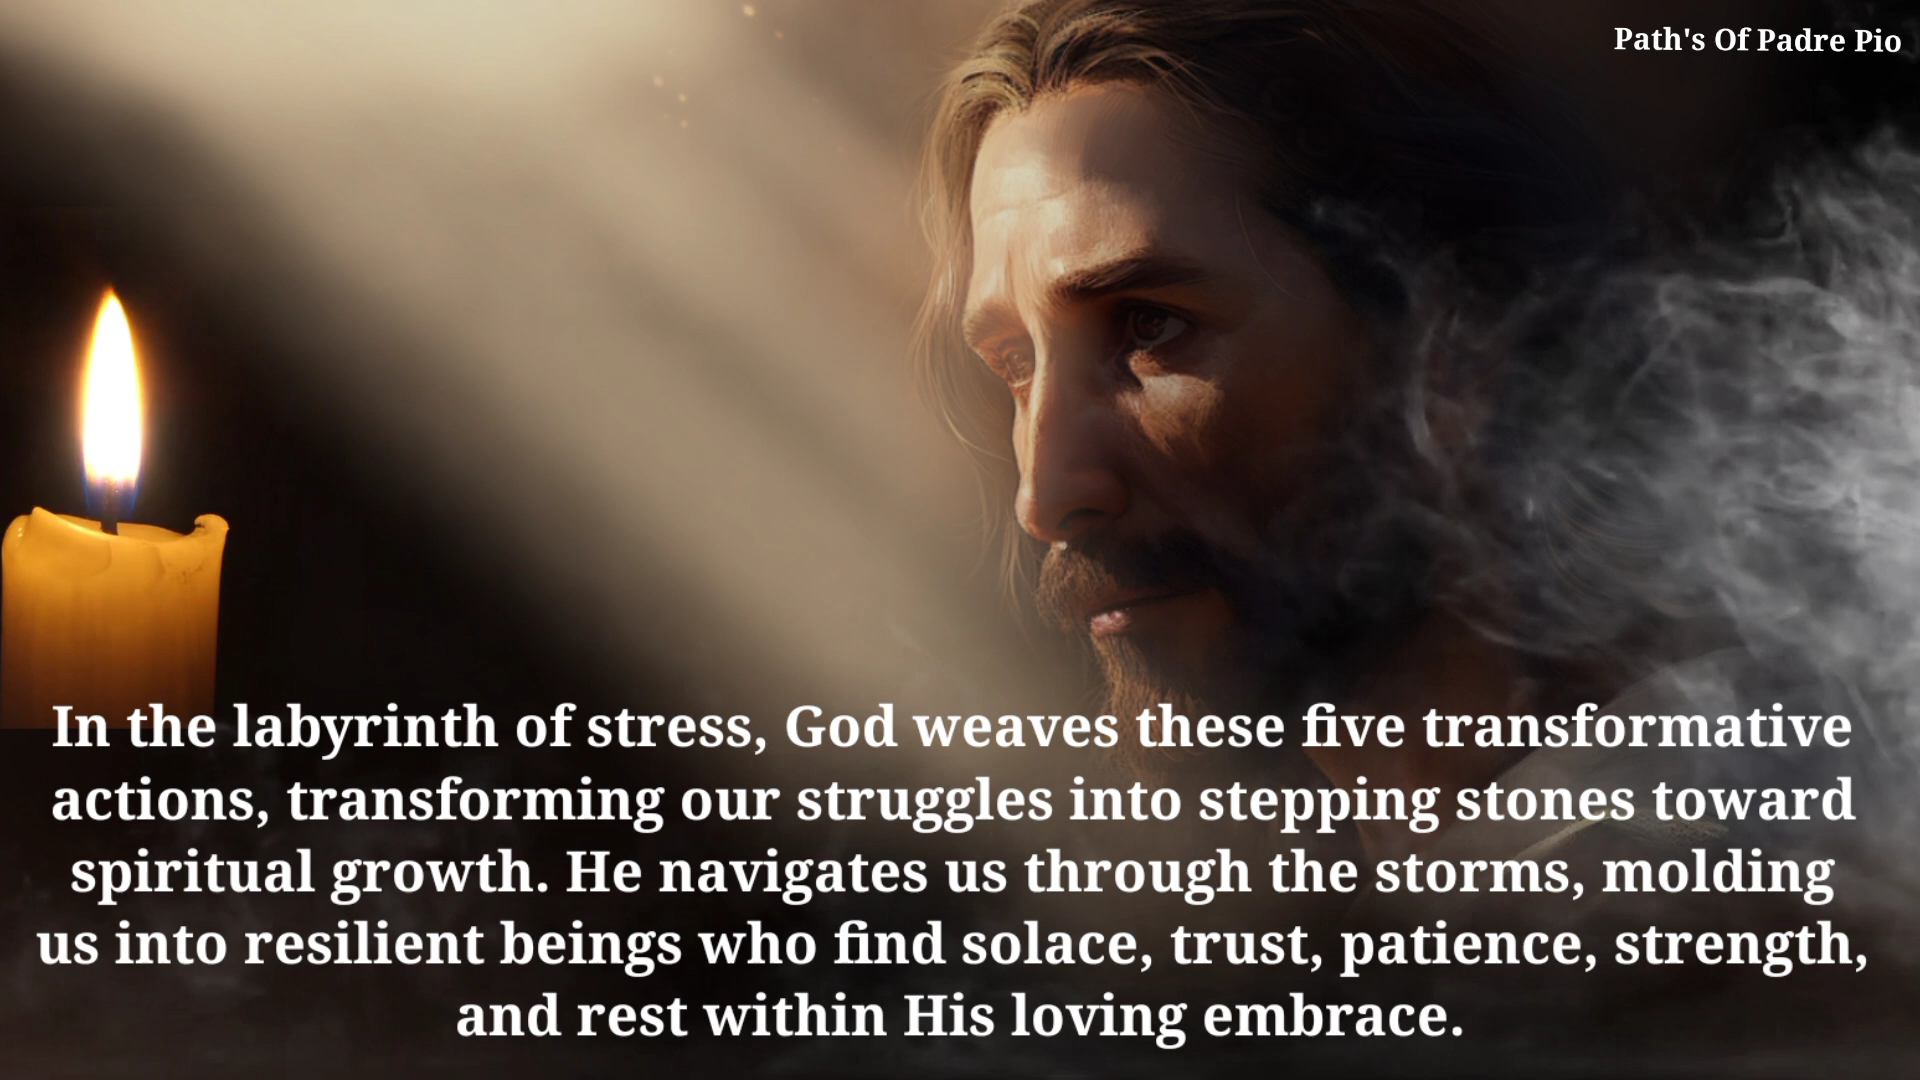 Path's Of Padre Pio
In the labyrinth of stress, God weaves these five transformative
actions, transforming our struggles into stepping stones toward
spiritual growth. He navigates us through the storms, molding
us into resilient beings who find solace, trust, patience, strength,
and rest within His loving embrace.